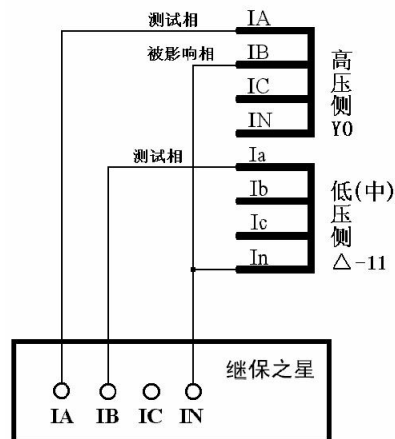 测试相
IA
被影响相
IB
IC
IN
高压侧
Y0
测试相
Ia
Ib
Ic
In
低(中)压侧
△-11
继保之星
IA IB IC IN